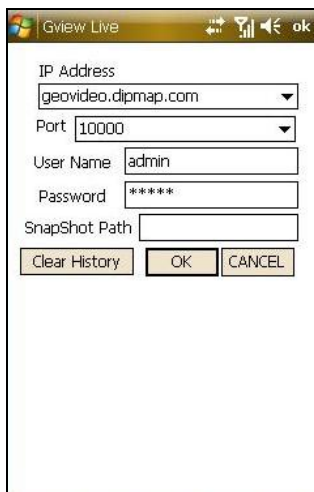 Gview Live ok
IP Address
geovideo.dipmap.com
Port 10000
User Name admin
Password *****
SnapShot Path
Clear History OK CANCEL